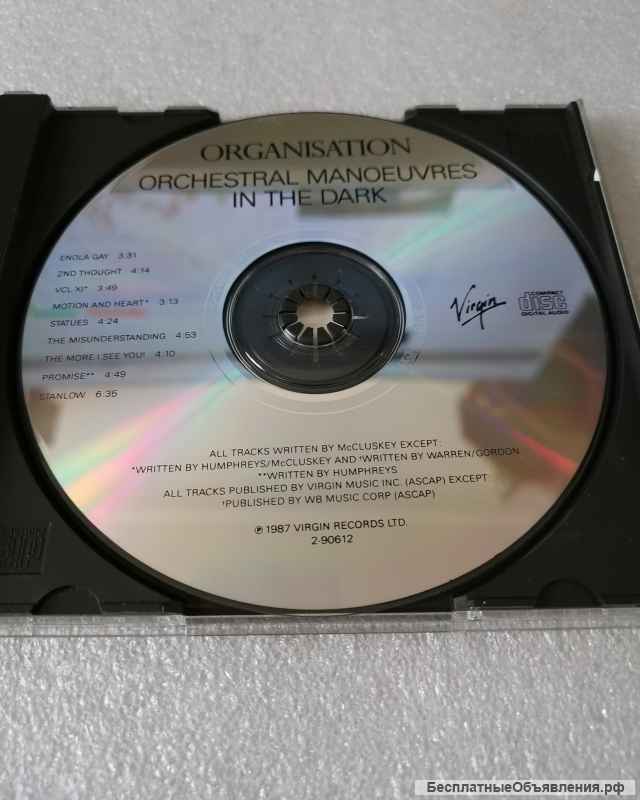 ORGANISATION
ORCHESTRAL MANOEUVRES
IN THE DARK
ENOLA GAY 3:31
2ND THOUGHT 4:14
VCL XI* 3:49
MOTION AND HEART* 3:13
STATUES 4:24
THE MISUNDERSTANDING 4:53
THE MORE I SEE YOU† 4:10
PROMISE** 4:49
STANLOW 6:35
Virgin
COMPACT
disc
DIGITAL AUDIO
ALL TRACKS WRITTEN BY McCLUSKEY EXCEPT:
*WRITTEN BY HUMPHREYS/McCLUSKEY AND †WRITTEN BY WARREN/GORDON
**WRITTEN BY HUMPHREYS
ALL TRACKS PUBLISHED BY VIRGIN MUSIC INC. (ASCAP) EXCEPT
†PUBLISHED BY WB MUSIC CORP (ASCAP)
℗ 1987 VIRGIN RECORDS LTD.
2-90612
БесплатныеОбъявления.рф